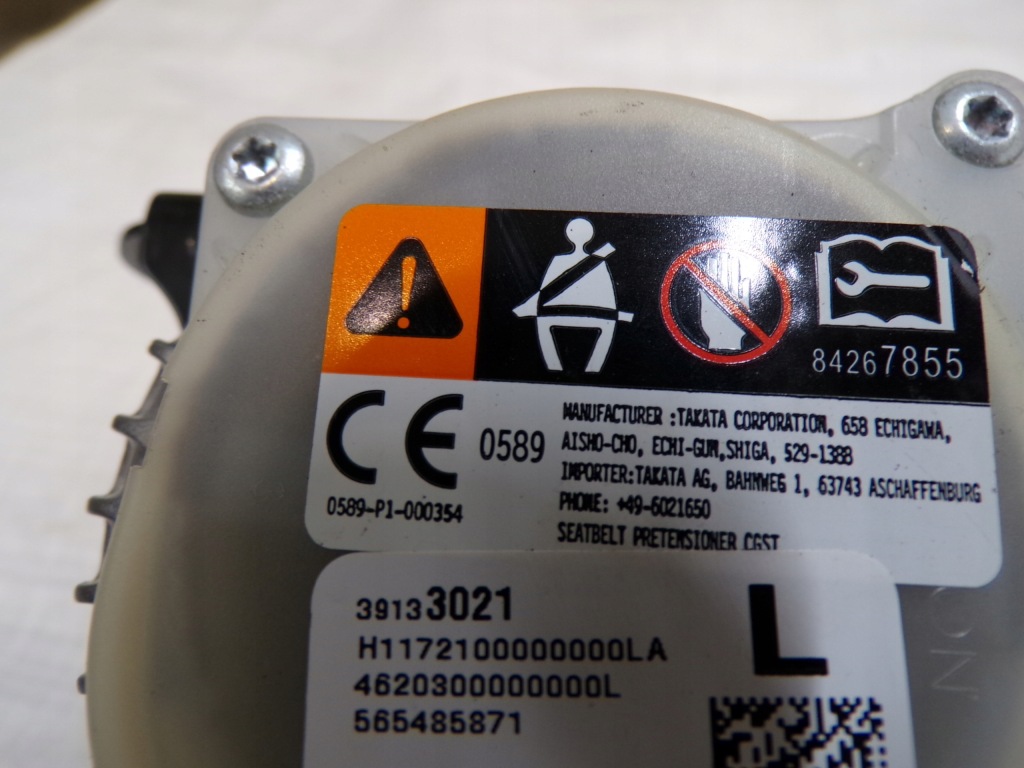 84267855
CE 0589
0589-P1-000354
MANUFACTURER :TAKATA CORPORATION, 658 ECHIGAWA,
AISHO-CHO, ECHI-GUN,SHIGA, 529-1388
IMPORTER:TAKATA AG, BAHNWEG 1, 63743 ASCHAFFENBURG
PHONE: +49-6021650
SEATBELT PRETENSIONER CGST
39133021
L
H1172100000000LA
4620300000000L
565485871